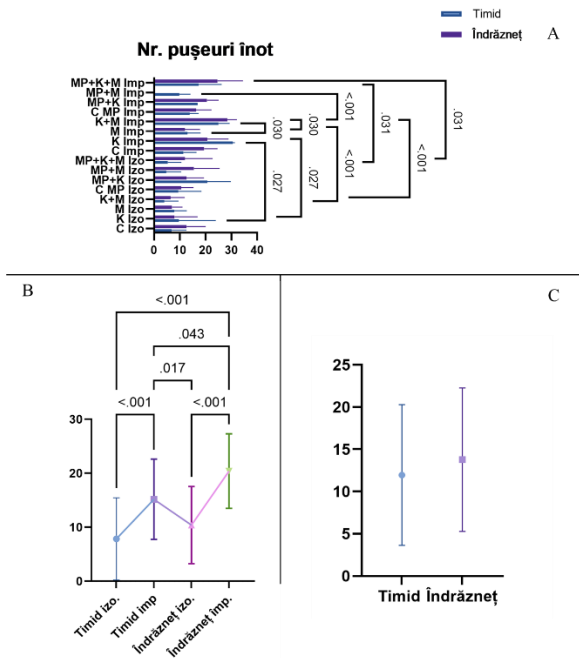 Timid
Îndrăzneț
A
Nr. pușeuri înot
MP+K+M Imp
MP+M Imp
MP+K Imp
C MP Imp
K+M Imp
M Imp
K Imp
C Imp
MP+K+M Izo
MP+M Izo
MP+K Izo
C MP Izo
K+M Izo
M Izo
K Izo
C Izo
0 10 20 30 40
.027
.030
.027
.030
<.001
<.001
.031
<.001
.031
B
<.001
.043
.017
<.001 <.001
30
20
10
0
Timid izo.
Timid imp
Îndrăzneț izo.
Îndrăzneț împ.
C
25
20
15
10
5
0
Timid Îndrăzneț